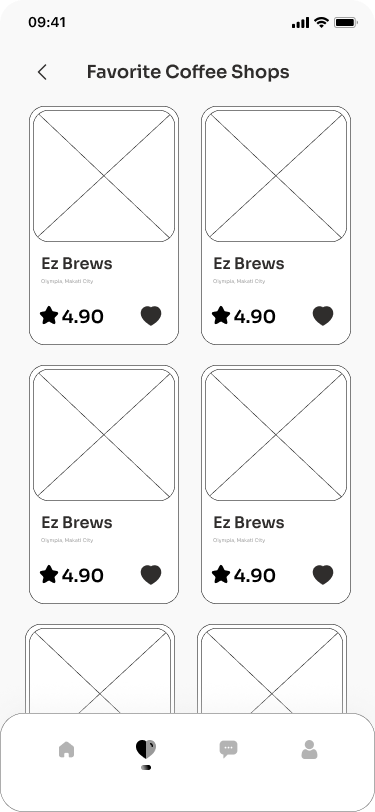 09:41
Favorite Coffee Shops
Ez Brews
Ez Brews
Olympia, Makati City
Olympia, Makati City
4.90
4.90
Ez Brews
Ez Brews
Olympia, Makati City
Olympia, Makati City
4.90
4.90